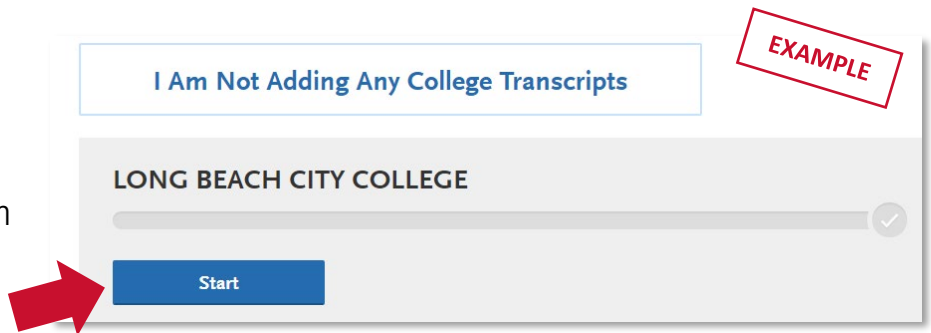 EXAMPLE
I Am Not Adding Any College Transcripts
LONG BEACH CITY COLLEGE
Start